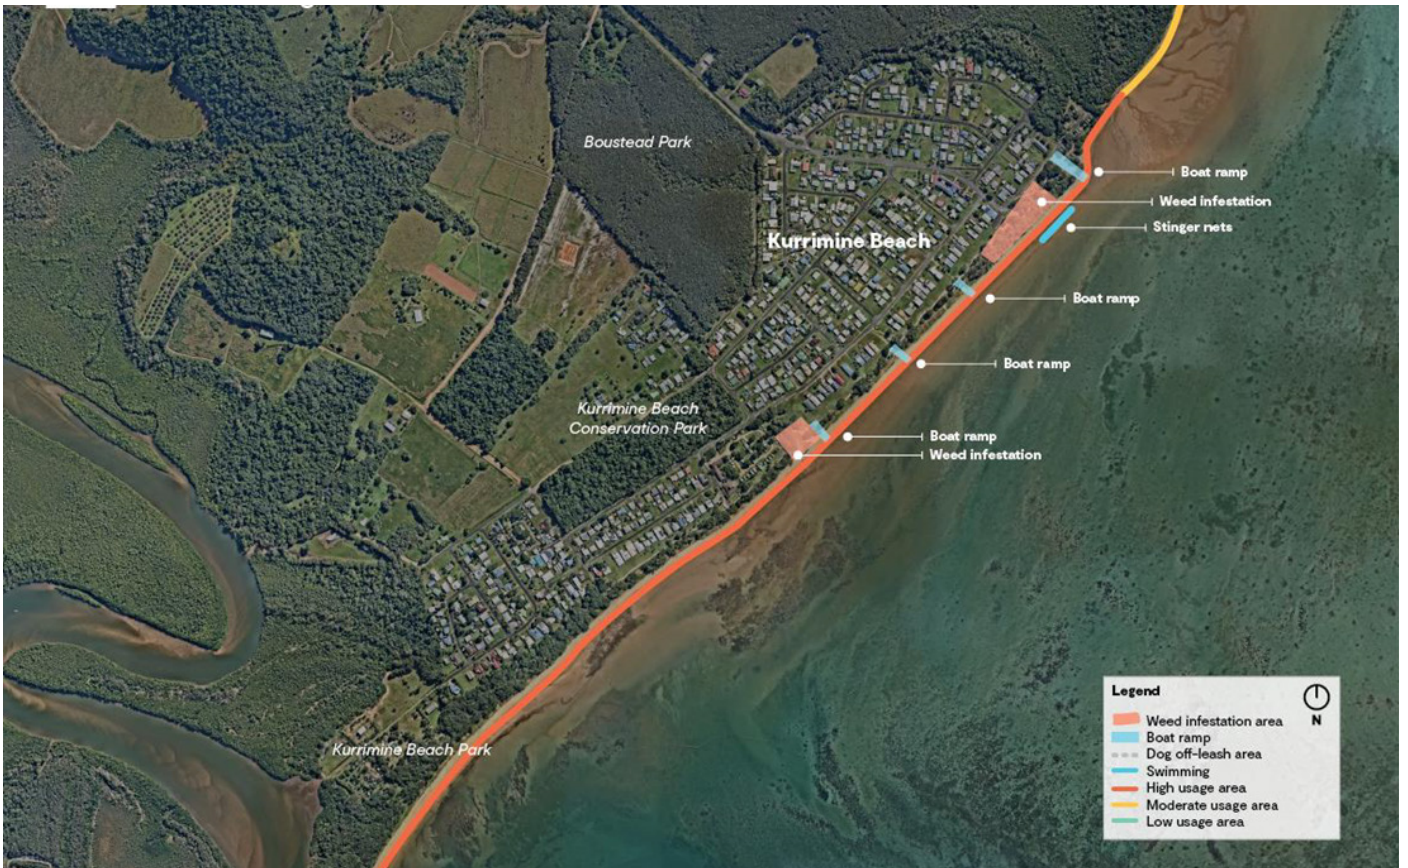 Boustead Park
Boat ramp
Weed infestation
Stinger nets
Kurrimine Beach
Boat ramp
Boat ramp
Kurrimine Beach
Conservation Park
Boat ramp
Weed infestation
Kurrimine Beach Park
Legend
N
Weed infestation area
Boat ramp
Dog off-leash area
Swimming
High usage area
Moderate usage area
Low usage area